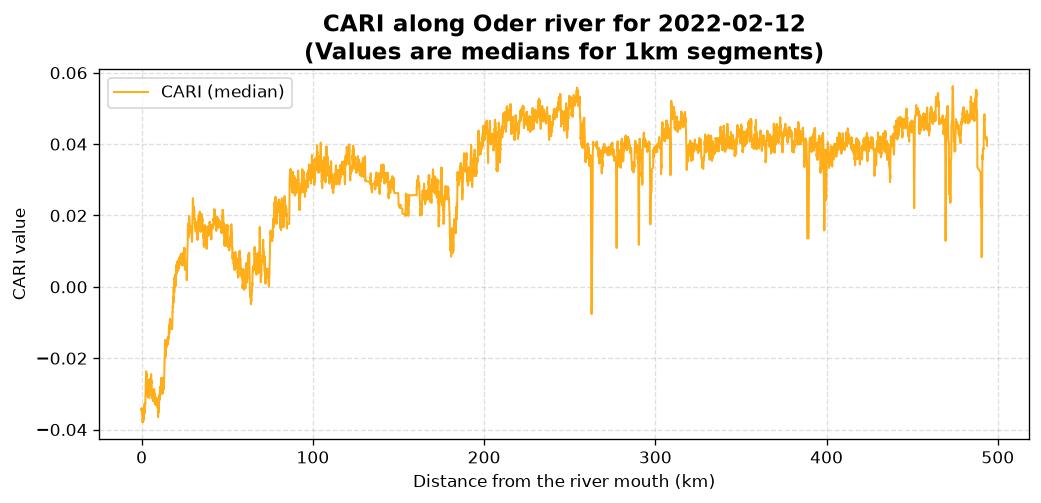 CARI along Oder river for 2022-02-12
(Values are medians for 1km segments)
CARI (median)
0.06
0.04
0.02
0.00
−0.02
−0.04
CARI value
0 100 200 300 400 500
Distance from the river mouth (km)